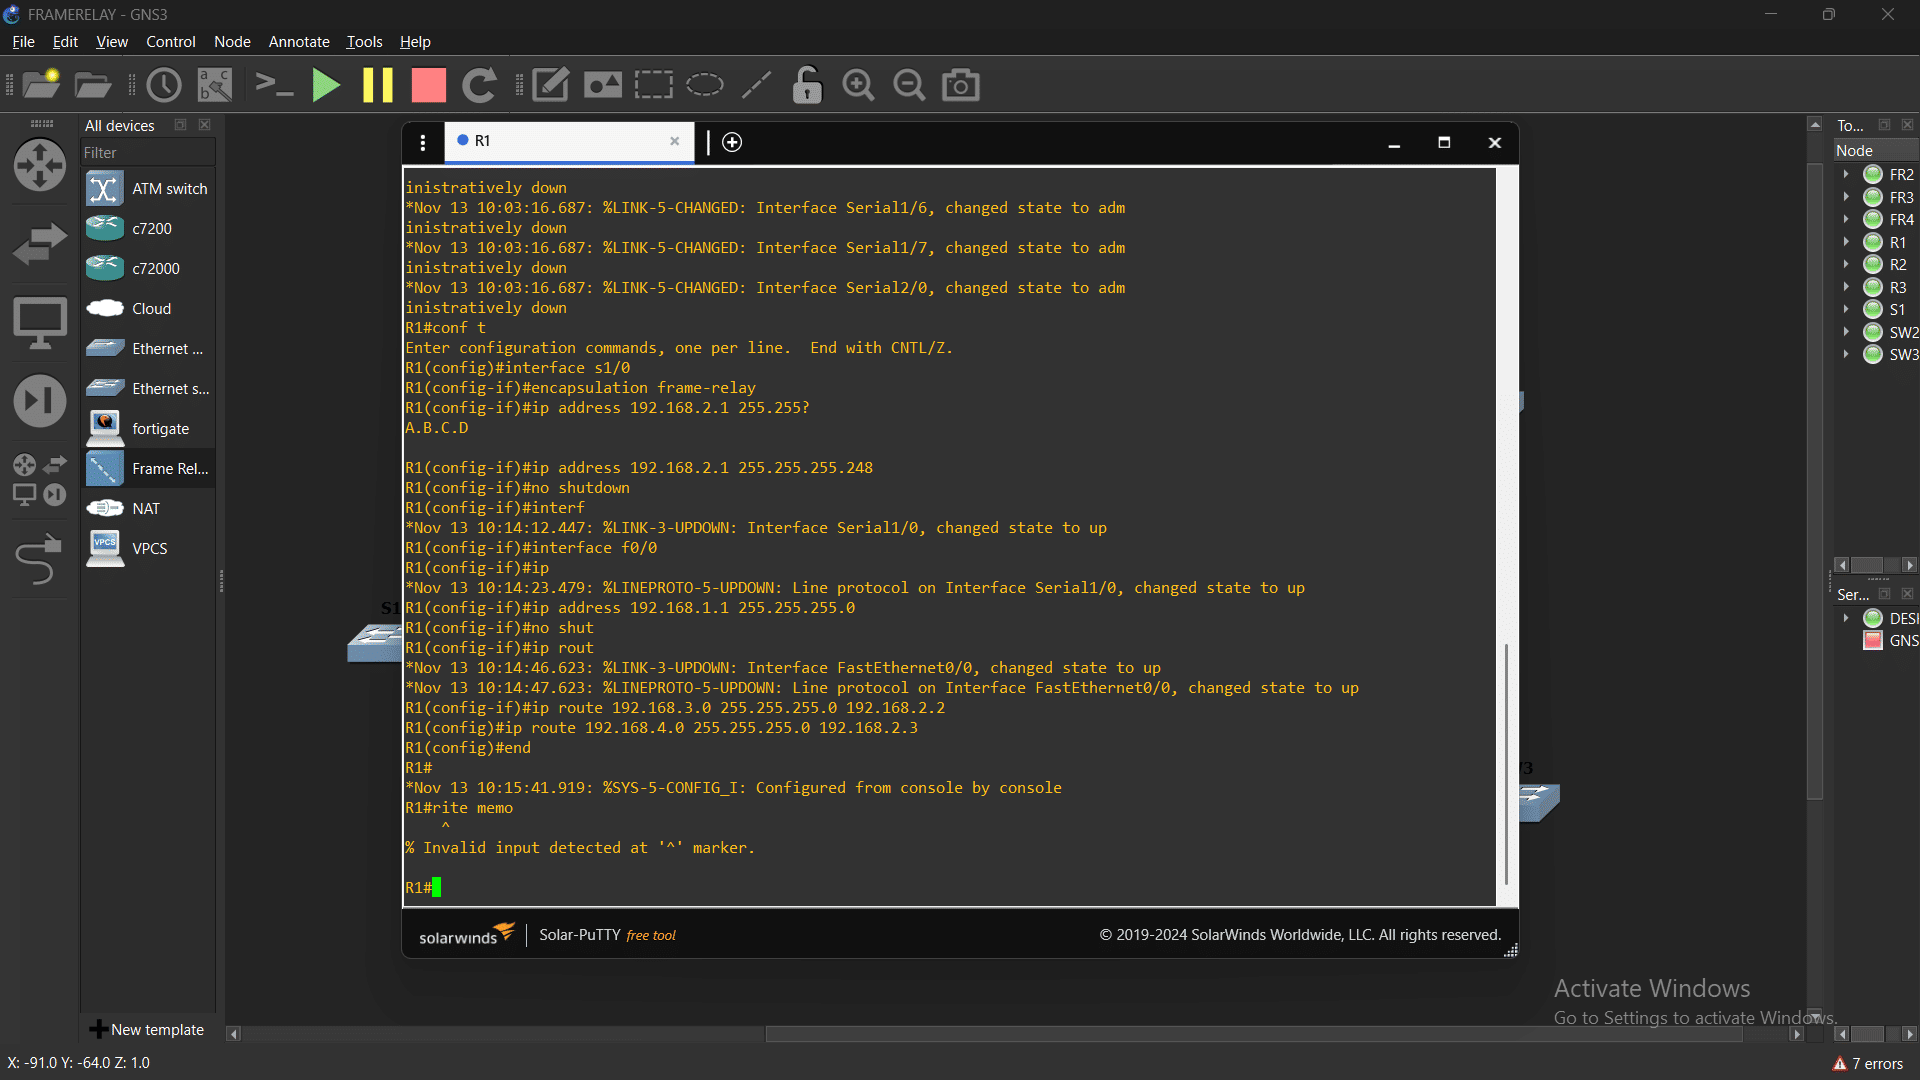 FRAMERELAY - GNS3
File Edit View Control Node Annotate Tools Help
All devices
Filter
ATM switch
c7200
c72000
Cloud
Ethernet ...
Ethernet s...
fortigate
Frame Rel...
NAT
VPCS
New template
S1
R1
inistratively down
*Nov 13 10:03:16.687: %LINK-5-CHANGED: Interface Serial1/6, changed state to adm
inistratively down
*Nov 13 10:03:16.687: %LINK-5-CHANGED: Interface Serial1/7, changed state to adm
inistratively down
*Nov 13 10:03:16.687: %LINK-5-CHANGED: Interface Serial2/0, changed state to adm
inistratively down
R1#conf t
Enter configuration commands, one per line.  End with CNTL/Z.
R1(config)#interface s1/0
R1(config-if)#encapsulation frame-relay
R1(config-if)#ip address 192.168.2.1 255.255?
A.B.C.D
R1(config-if)#ip address 192.168.2.1 255.255.255.248
R1(config-if)#no shutdown
R1(config-if)#interf
*Nov 13 10:14:12.447: %LINK-3-UPDOWN: Interface Serial1/0, changed state to up
R1(config-if)#interface f0/0
R1(config-if)#ip
*Nov 13 10:14:23.479: %LINEPROTO-5-UPDOWN: Line protocol on Interface Serial1/0, changed state to up
R1(config-if)#ip address 192.168.1.1 255.255.255.0
R1(config-if)#no shut
R1(config-if)#ip rout
*Nov 13 10:14:46.623: %LINK-3-UPDOWN: Interface FastEthernet0/0, changed state to up
*Nov 13 10:14:47.623: %LINEPROTO-5-UPDOWN: Line protocol on Interface FastEthernet0/0, changed state to up
R1(config-if)#ip route 192.168.3.0 255.255.255.0 192.168.2.2
R1(config)#ip route 192.168.4.0 255.255.255.0 192.168.2.3
R1(config)#end
R1#
*Nov 13 10:15:41.919: %SYS-5-CONFIG_I: Configured from console by console
R1#rite memo
^
% Invalid input detected at '^' marker.
R1#
solarwinds Solar-PuTTY free tool
© 2019-2024 SolarWinds Worldwide, LLC. All rights reserved.
To...
Node
FR2
FR3
FR4
R1
R2
R3
S1
SW2
SW3
Ser...
DESI
GNS
Activate Windows
Go to Settings to activate Windows.
X: -91.0 Y: -64.0 Z: 1.0
7 errors